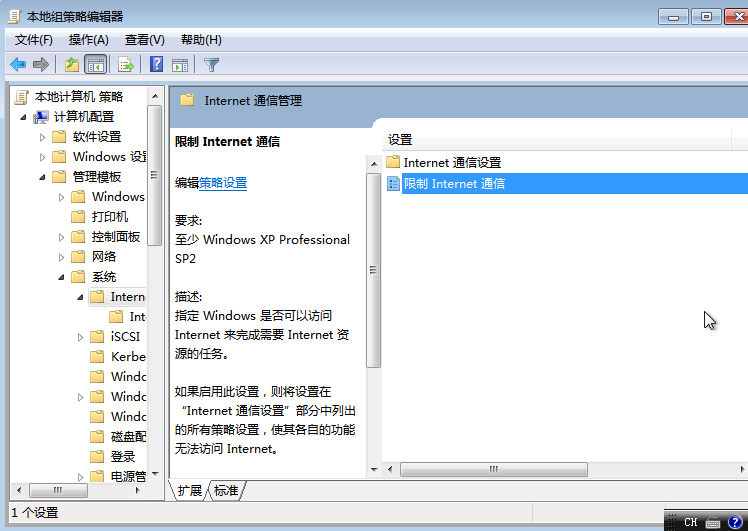 本地组策略编辑器
文件(F) 操作(A) 查看(V) 帮助(H)
本地计算机 策略
计算机配置
软件设置
Windows 设置
管理模板
Windows
打印机
控制面板
网络
系统
Intern
Int
iSCSI
Kerbe
Windo
Windo
Windo
磁盘配
登录
电源管
Internet 通信管理
限制 Internet 通信
编辑策略设置
要求:
至少 Windows XP Professional
SP2
描述:
指定 Windows 是否可以访问
Internet 来完成需要 Internet 资
源的任务。
如果启用此设置，则将设置在
“Internet 通信设置”部分中列出
的所有策略设置，使其各自的功能
无法访问 Internet。
设置
Internet 通信设置
限制 Internet 通信
扩展 标准
1 个设置
CH